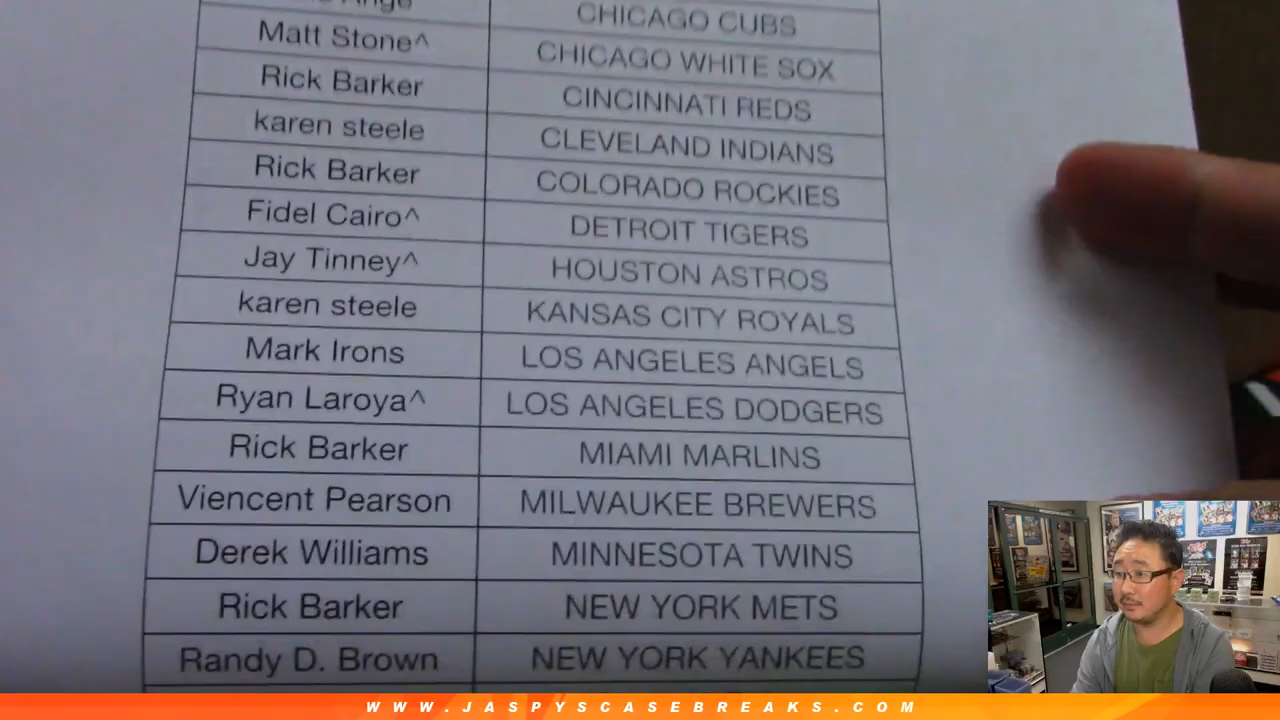 CHICAGO CUBS
Matt Stone^ CHICAGO WHITE SOX
Rick Barker CINCINNATI REDS
karen steele CLEVELAND INDIANS
Rick Barker COLORADO ROCKIES
Fidel Cairo^ DETROIT TIGERS
Jay Tinney^ HOUSTON ASTROS
karen steele KANSAS CITY ROYALS
Mark Irons LOS ANGELES ANGELS
Ryan Laroya^ LOS ANGELES DODGERS
Rick Barker MIAMI MARLINS
Viencent Pearson MILWAUKEE BREWERS
Derek Williams MINNESOTA TWINS
Rick Barker NEW YORK METS
Randy D. Brown NEW YORK YANKEES
WWW.JASPYSCASEBREAKS.COM